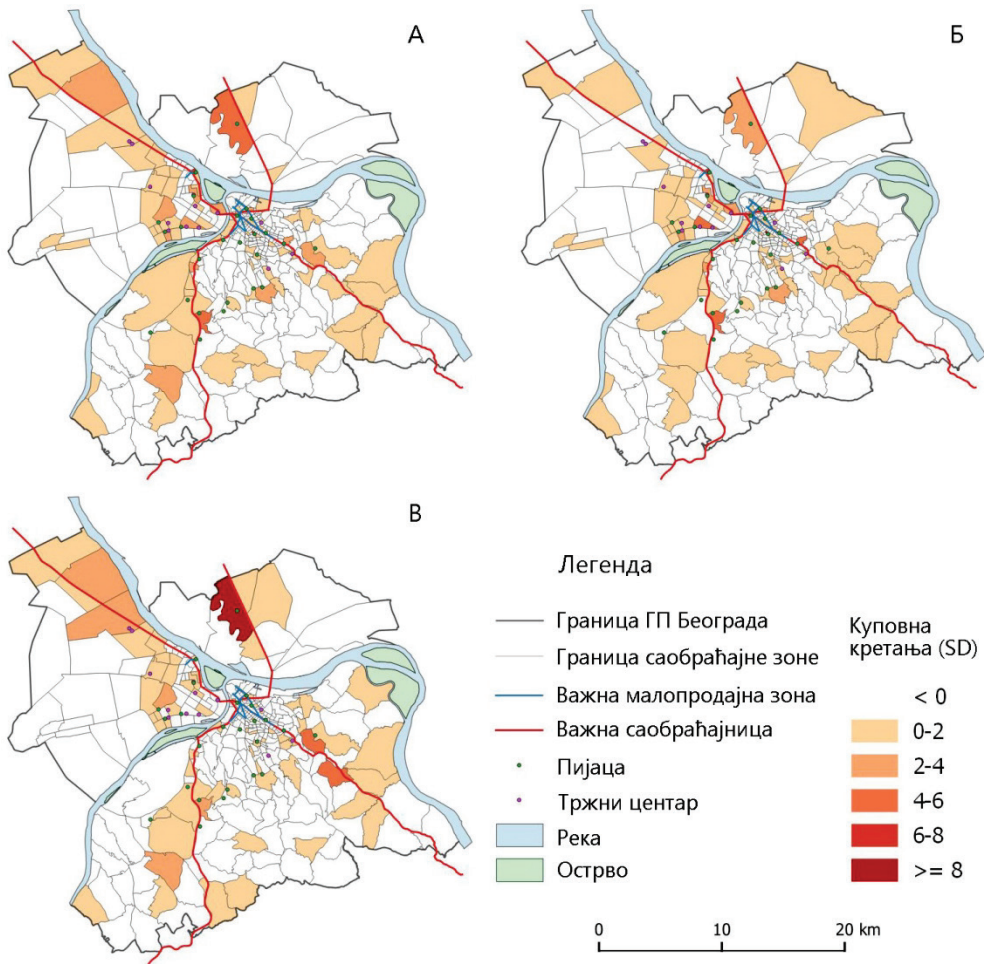 А
Б
В
Легенда
Граница ГП Београда
Граница саобраћајне зоне
Важна малопродајна зона
Важна саобраћајница
Пијаца
Тржни центар
Река
Острво
Куповна
кретања (SD)
< 0
0-2
2-4
4-6
6-8
>= 8
0 10 20 km